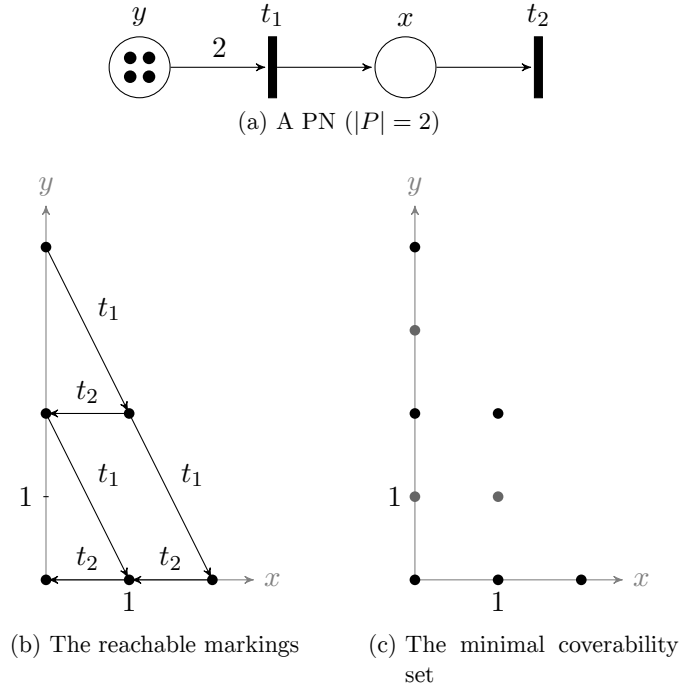 y t₁ x t₂
2
(a) A PN (|P| = 2)
y y
t₁
t₂
t₁ t₁
1 1
t₂ t₂
x x
1 1
(b) The reachable markings
(c) The minimal coverability
set